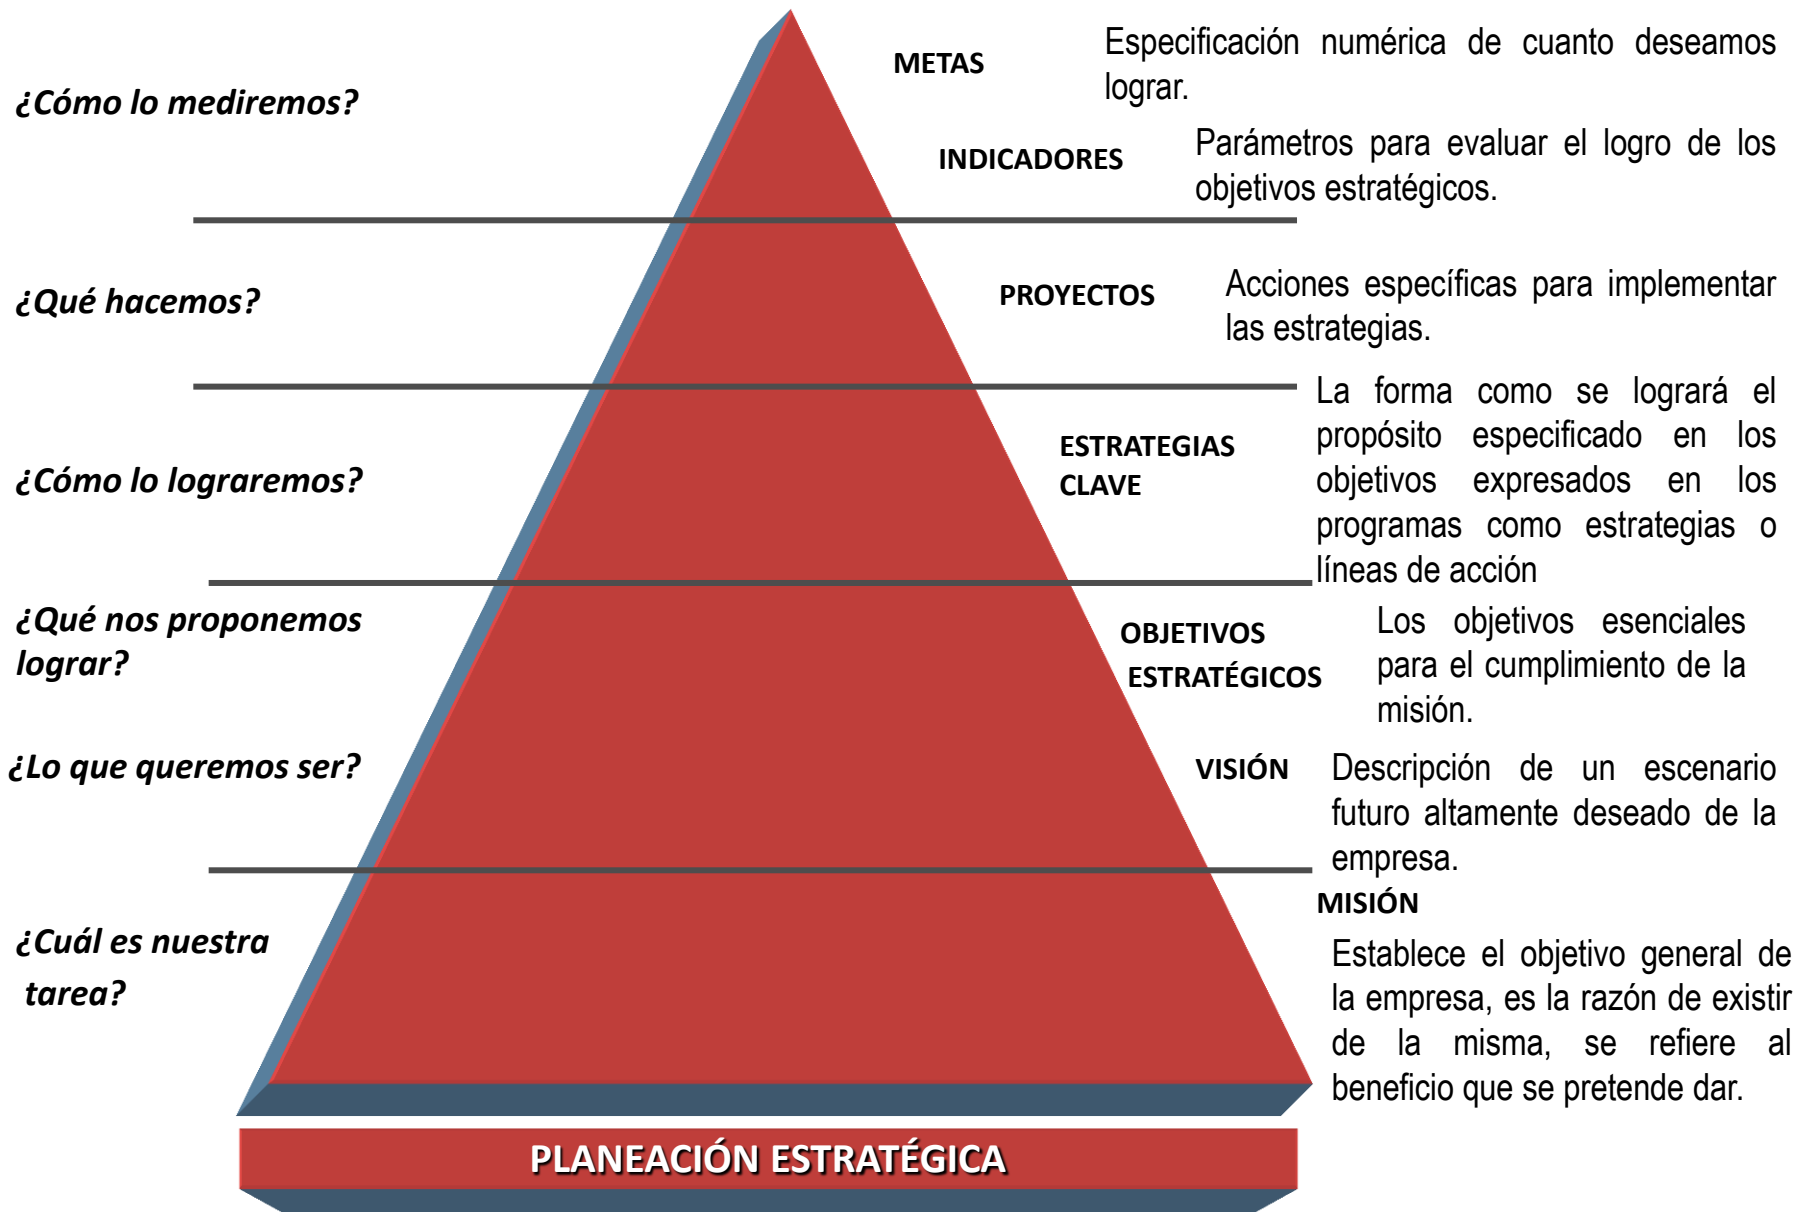 ¿Cómo lo mediremos?
METAS
Especificación numérica de cuanto deseamos
lograr.
INDICADORES
Parámetros para evaluar el logro de los
objetivos estratégicos.
¿Qué hacemos?
PROYECTOS
Acciones específicas para implementar
las estrategias.
¿Cómo lo lograremos?
ESTRATEGIAS
CLAVE
La forma como se logrará el
propósito especificado en los
objetivos expresados en los
programas como estrategias o
líneas de acción
¿Qué nos proponemos
lograr?
OBJETIVOS
ESTRATÉGICOS
Los objetivos esenciales
para el cumplimiento de la
misión.
¿Lo que queremos ser?
VISIÓN
Descripción de un escenario
futuro altamente deseado de la
empresa.
¿Cuál es nuestra
tarea?
MISIÓN
Establece el objetivo general de
la empresa, es la razón de existir
de la misma, se refiere al
beneficio que se pretende dar.
PLANEACIÓN ESTRATÉGICA